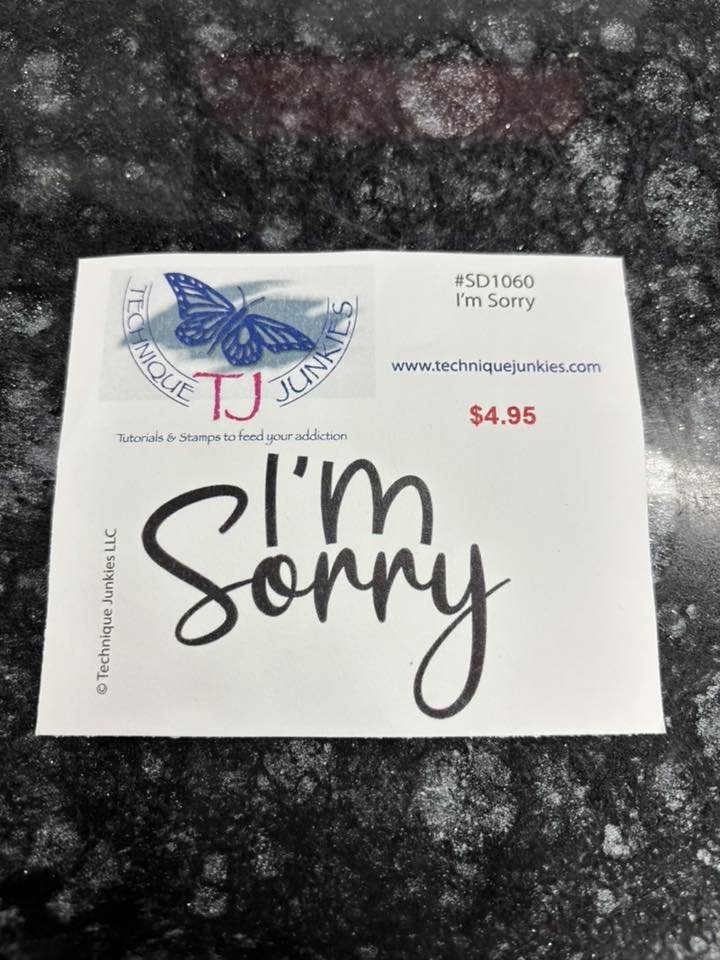 TECHNIQUE TJ JUNKIES
Tutorials & Stamps to feed your addiction
#SD1060
I'm Sorry
www.techniquejunkies.com
$4.95
I'm
Sorry
© Technique Junkies LLC